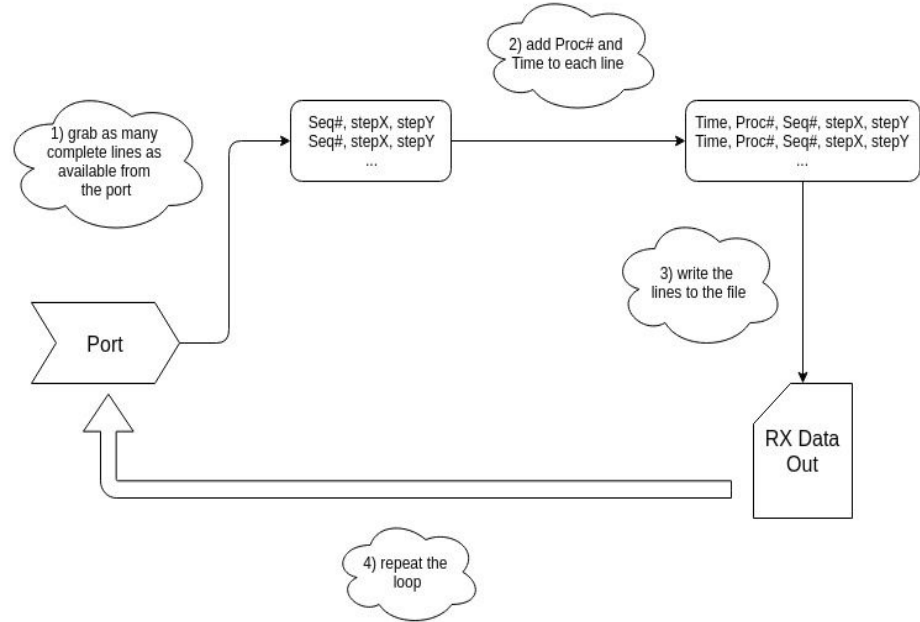 2) add Proc# and
Time to each line
1) grab as many
complete lines as
available from
the port
Seq#, stepX, stepY
Seq#, stepX, stepY
...
Time, Proc#, Seq#, stepX, stepY
Time, Proc#, Seq#, stepX, stepY
...
3) write the
lines to the file
Port
RX Data
Out
4) repeat the
loop